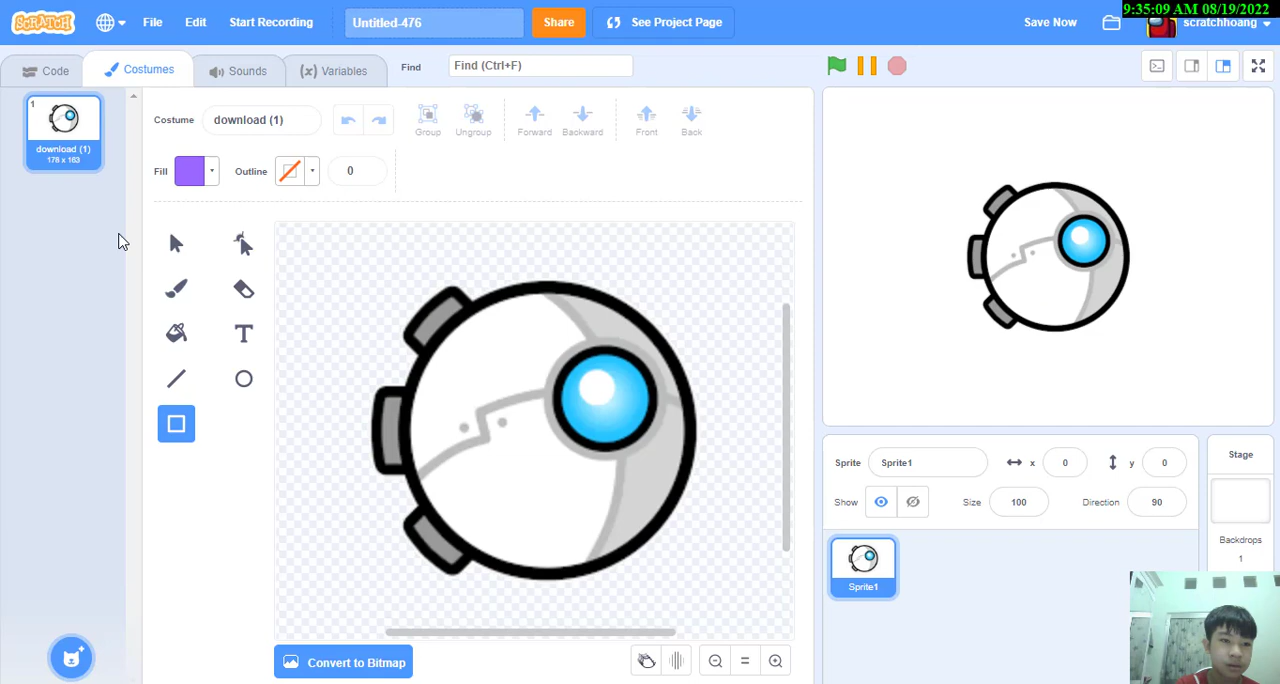 9:35:09 AM 08/19/2022
SCRATCH File Edit Start Recording Untitled-476 Share See Project Page Save Now scratchhoang
Code Costumes Sounds (x) Variables Find Find (Ctrl+F)
1
download (1)
178 x 163
Costume download (1) Group Ungroup Forward Backward Front Back
Fill Outline 0
T
Convert to Bitmap
Sprite Sprite1 x 0 y 0
Show Size 100 Direction 90
Sprite1
Stage
Backdrops
1